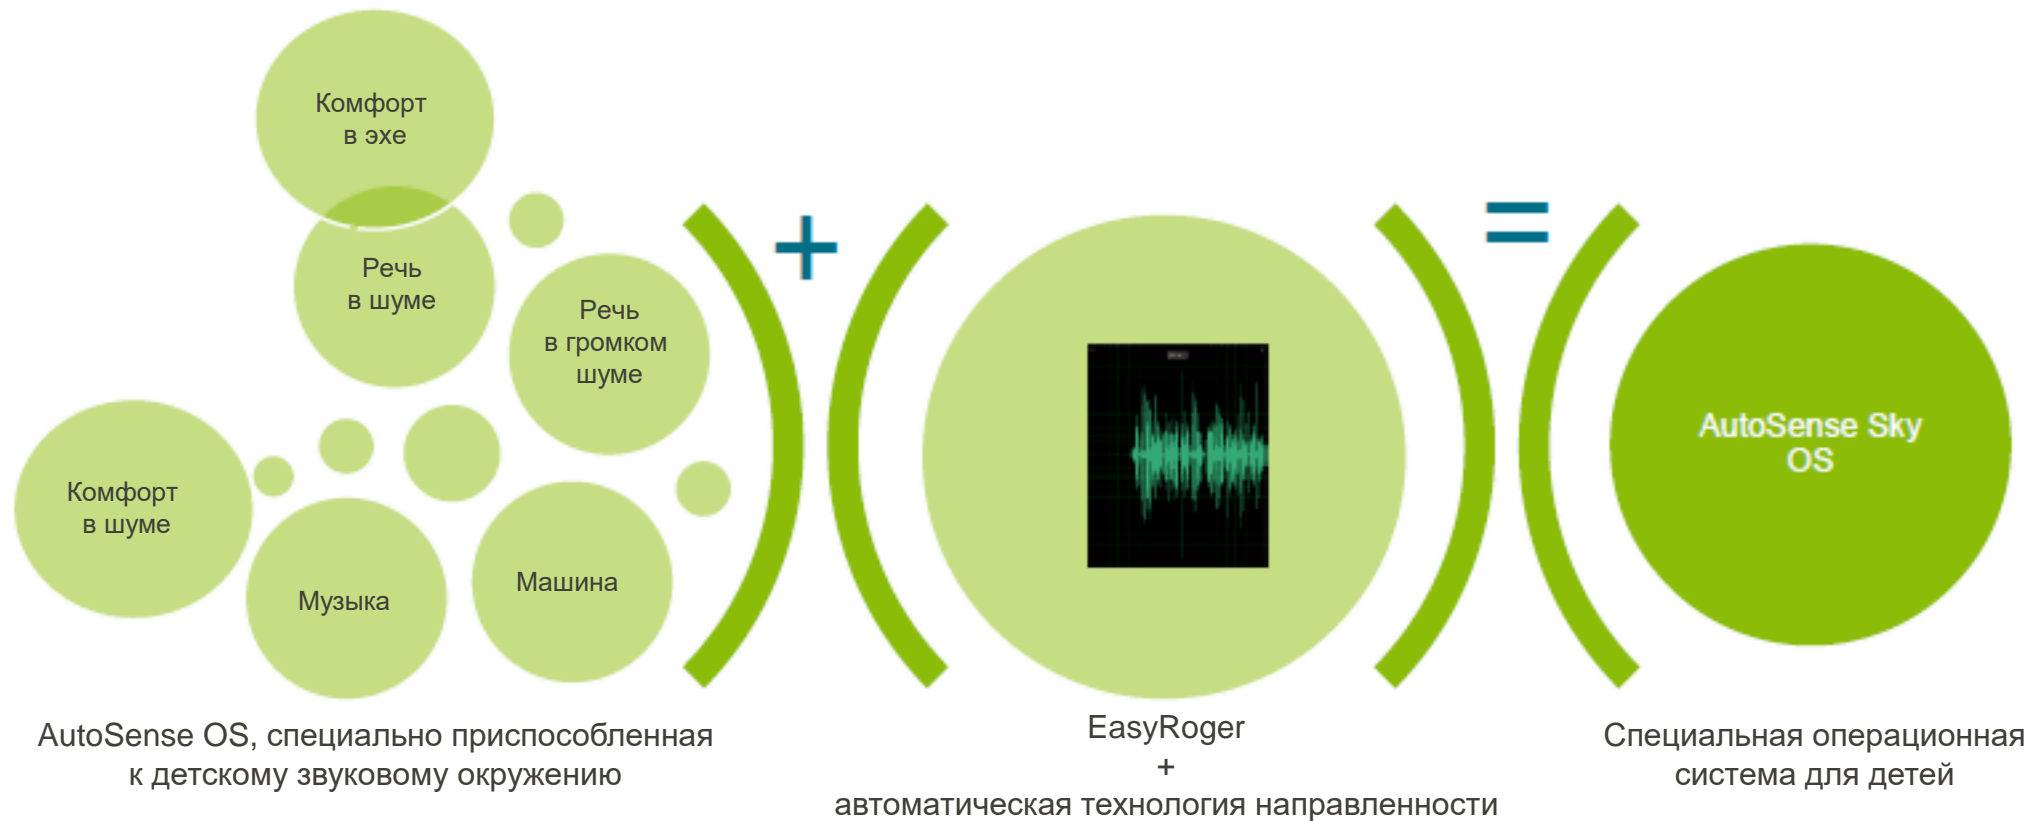 Комфорт
в эхе
Речь
в шуме
Речь
в громком
шуме
Комфорт
в шуме
Музыка
Машина
+
=
AutoSense Sky
OS
AutoSense OS, специально приспособленная
к детскому звуковому окружению
EasyRoger
+
автоматическая технология направленности
Специальная операционная
система для детей